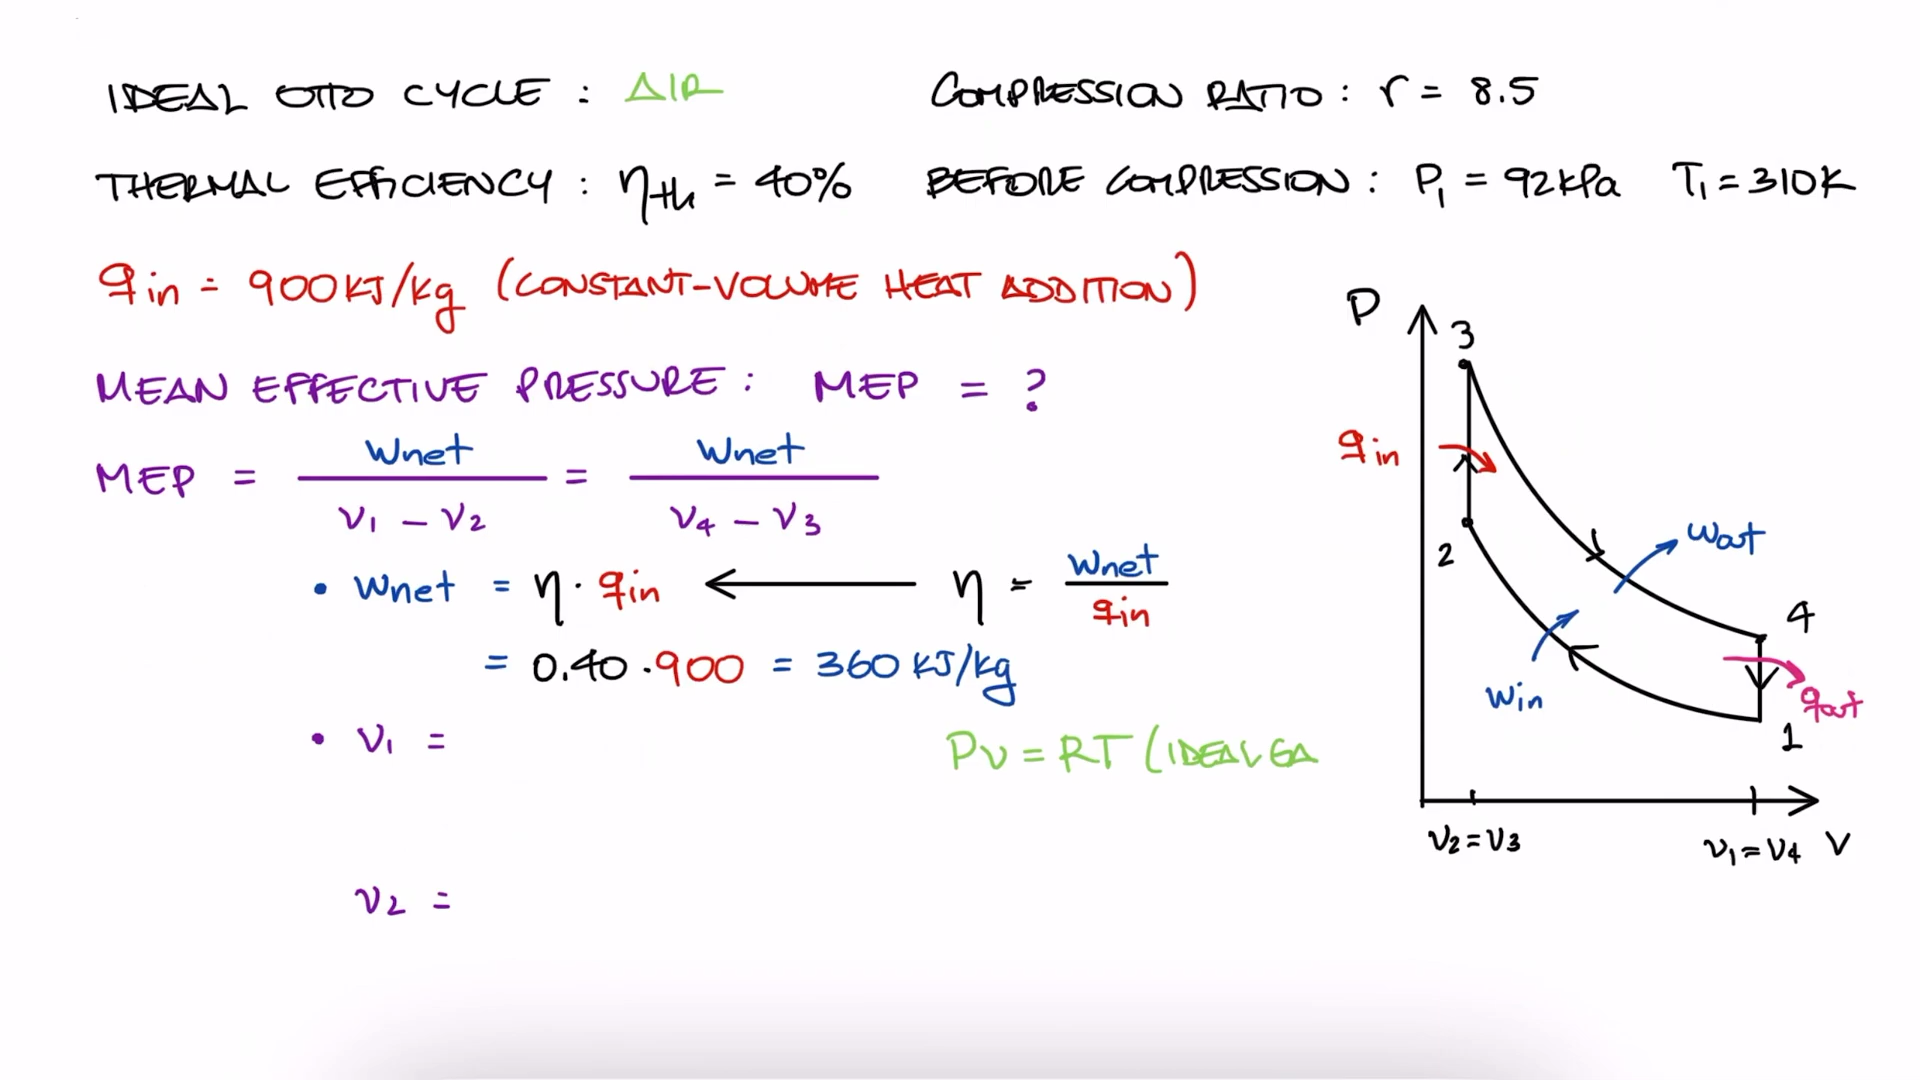 IDEAL OTTO CYCLE : AIR
COMPRESSION RATIO : r = 8.5
THERMAL EFFICIENCY : ηth = 40%
BEFORE COMPRESSION : P₁ = 92kPa T₁ = 310K
qin = 900kJ/kg (CONSTANT-VOLUME HEAT ADDITION)
MEAN EFFECTIVE PRESSURE : MEP = ?
MEP = wnet / (v₁ - v₂) = wnet / (v₄ - v₃)
• wnet = η · qin ← η = wnet / qin
= 0.40 · 900 = 360 kJ/kg
• v₁ =
Pv = RT (IDEAL GA
v₂ =
P
3
qin
2
wout
4
win
qout
1
v₂ = v₃
v₁ = v₄
v